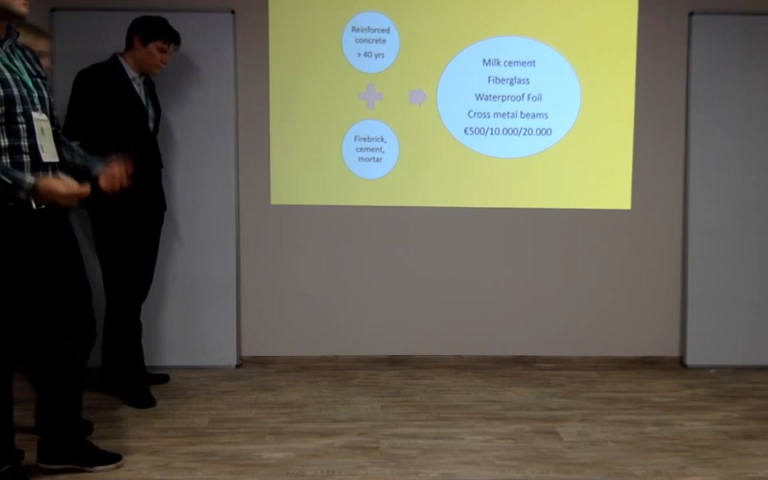 Reinforced
concrete
> 40 yrs
Firebrick,
cement,
mortar
Milk cement
Fiberglass
Waterproof Foil
Cross metal beams
€500/10.000/20.000